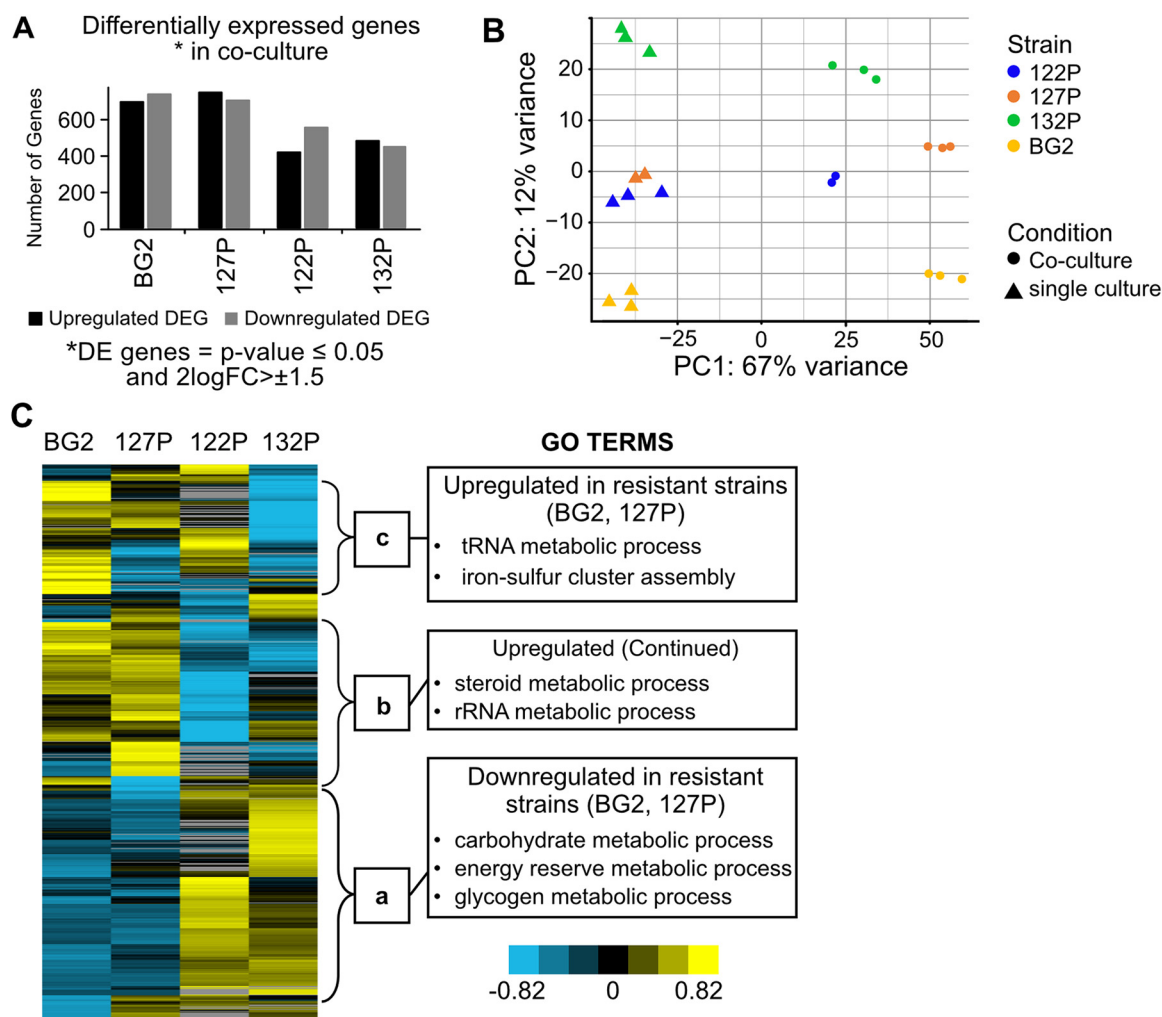 A
Differentially expressed genes
* in co-culture
Number of Genes
600
400
200
0
BG2
127P
122P
132P
Upregulated DEG
Downregulated DEG
*DE genes = p-value ≤ 0.05
and 2logFC>±1.5
B
PC2: 12% variance
20
10
0
−10
−20
−25
0
25
50
PC1: 67% variance
Strain
122P
127P
132P
BG2
Condition
Co-culture
single culture
C
BG2 127P 122P 132P
GO TERMS
c
Upregulated in resistant strains
(BG2, 127P)
• tRNA metabolic process
• iron-sulfur cluster assembly
b
Upregulated (Continued)
• steroid metabolic process
• rRNA metabolic process
a
Downregulated in resistant
strains (BG2, 127P)
• carbohydrate metabolic process
• energy reserve metabolic process
• glycogen metabolic process
-0.82 0 0.82